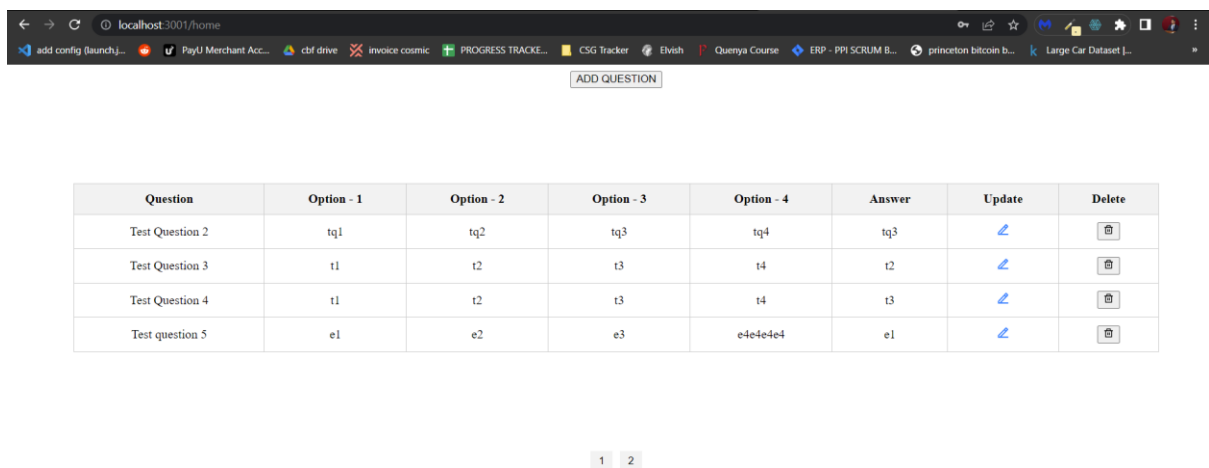 localhost:3001/home
add config (launch.j... PayU Merchant Acc... cbf drive invoice cosmic PROGRESS TRACKE... CSG Tracker Elvish Quenya Course ERP - PPI SCRUM B... princeton bitcoin b... Large Car Dataset |... »
ADD QUESTION
Question Option - 1 Option - 2 Option - 3 Option - 4 Answer Update Delete
Test Question 2 tq1 tq2 tq3 tq4 tq3
Test Question 3 t1 t2 t3 t4 t2
Test Question 4 t1 t2 t3 t4 t3
Test question 5 e1 e2 e3 e4e4e4e4 e1
1 2